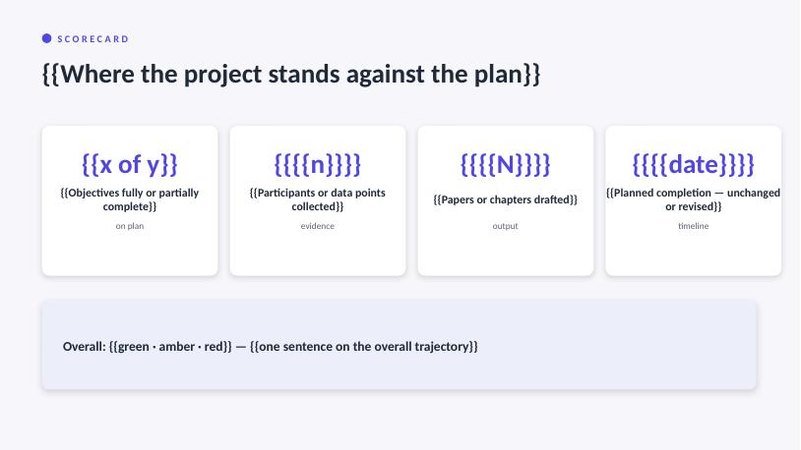 SCORECARD
{{Where the project stands against the plan}}
{{x of y}}
{{Objectives fully or partially
complete}}
on plan
{{{{n}}}}
{{Participants or data points
collected}}
evidence
{{{{N}}}}
{{Papers or chapters drafted}}
output
{{{{date}}}}
{{Planned completion — unchanged
or revised}}
timeline
Overall: {{green · amber · red}} — {{one sentence on the overall trajectory}}